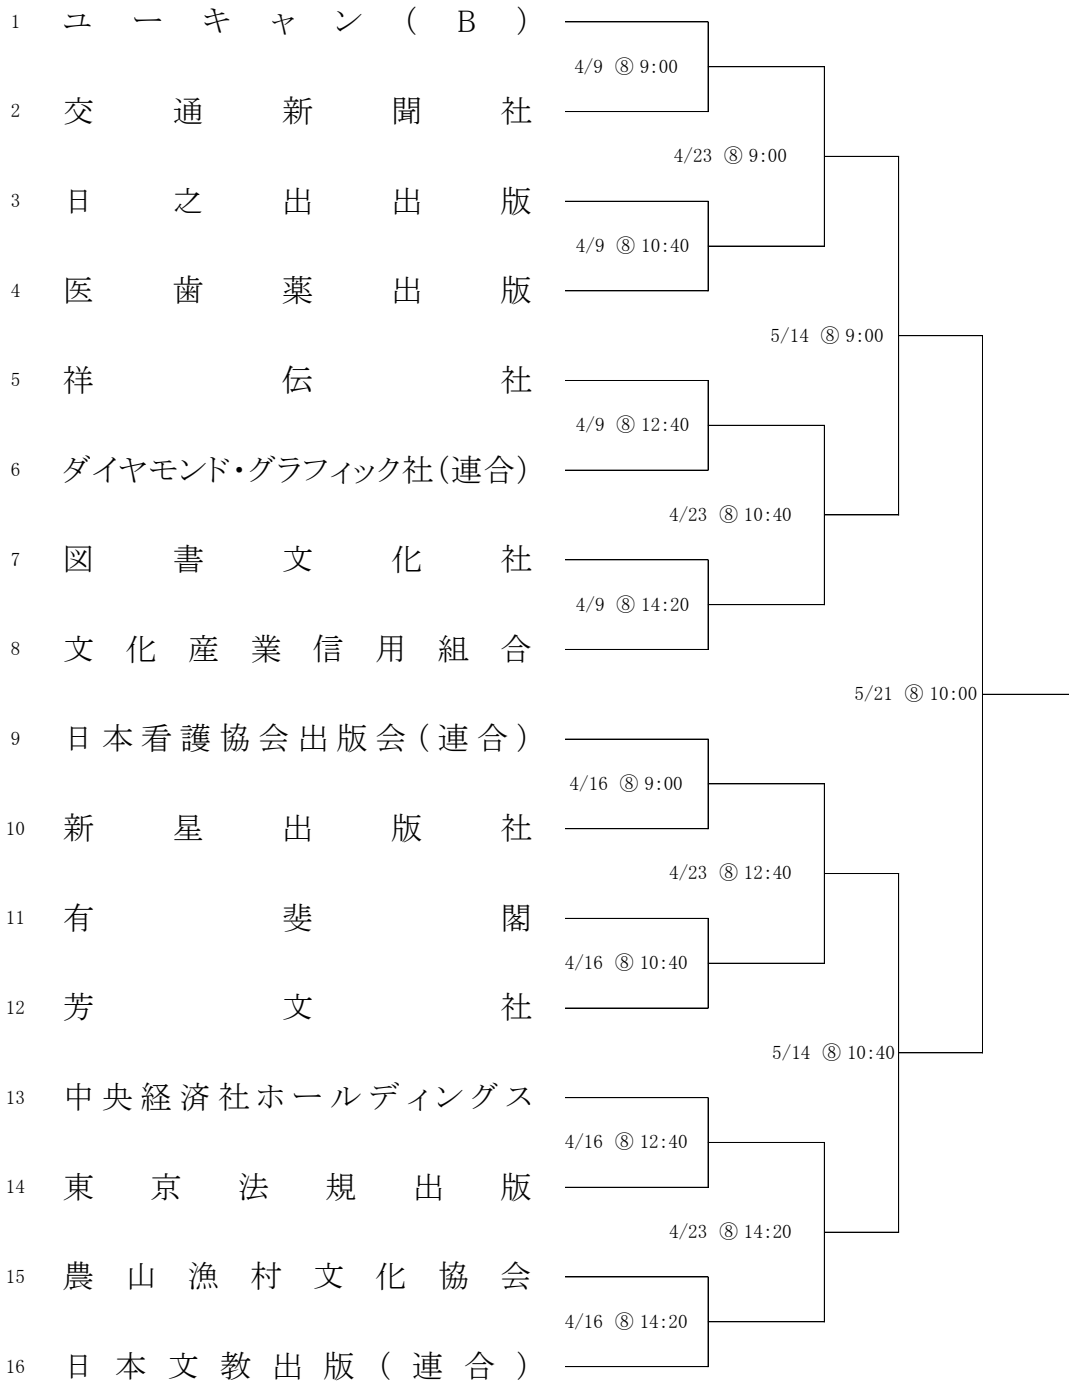 1 ユーキャン(B)
4/9 ⑧ 9:00
2 交通新聞社
4/23 ⑧ 9:00
3 日之出出版
4/9 ⑧ 10:40
4 医歯薬出版
5/14 ⑧ 9:00
5 祥伝社
4/9 ⑧ 12:40
6 ダイヤモンド・グラフィック社(連合)
4/23 ⑧ 10:40
7 図書文化社
4/9 ⑧ 14:20
8 文化産業信用組合
5/21 ⑧ 10:00
9 日本看護協会出版会(連合)
4/16 ⑧ 9:00
10 新星出版社
4/23 ⑧ 12:40
11 有斐閣
4/16 ⑧ 10:40
12 芳文社
5/14 ⑧ 10:40
13 中央経済社ホールディングス
4/16 ⑧ 12:40
14 東京法規出版
4/23 ⑧ 14:20
15 農山漁村文化協会
4/16 ⑧ 14:20
16 日本文教出版(連合)